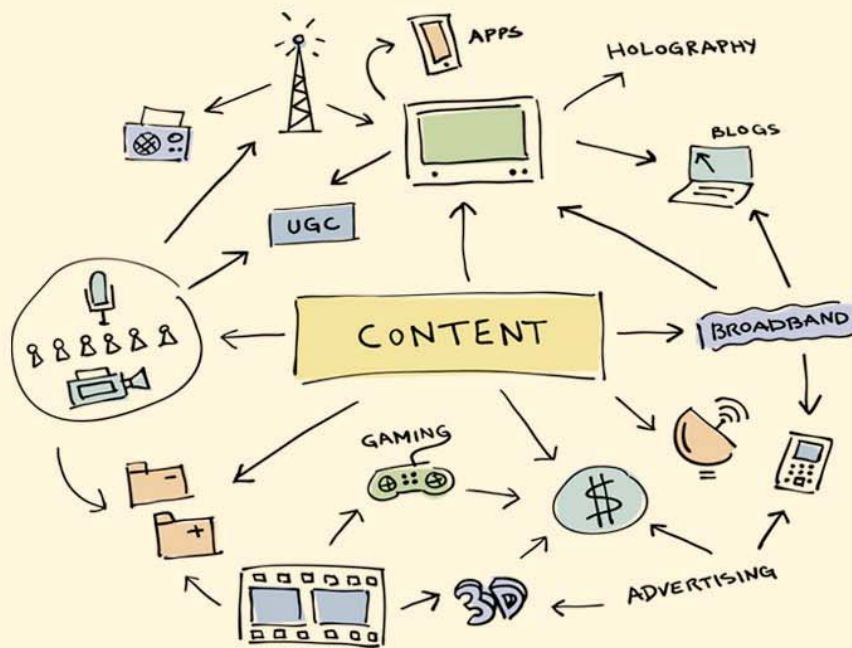 APPS
HOLOGRAPHY
BLOGS
UGC
CONTENT
BROADBAND
GAMING
$
3D
ADVERTISING